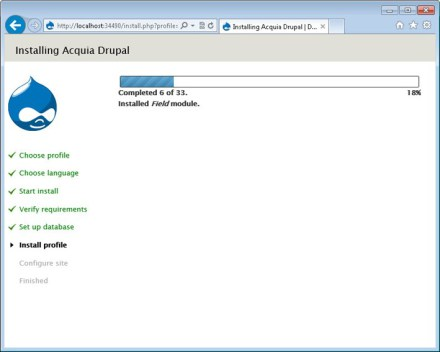 http://localhost:34490/install.php?profile:
Installing Acquia Drupal | D...
Installing Acquia Drupal
Completed 6 of 33.
18%
Installed Field module.
Choose profile
Choose language
Start install
Verify requirements
Set up database
Install profile
Configure site
Finished